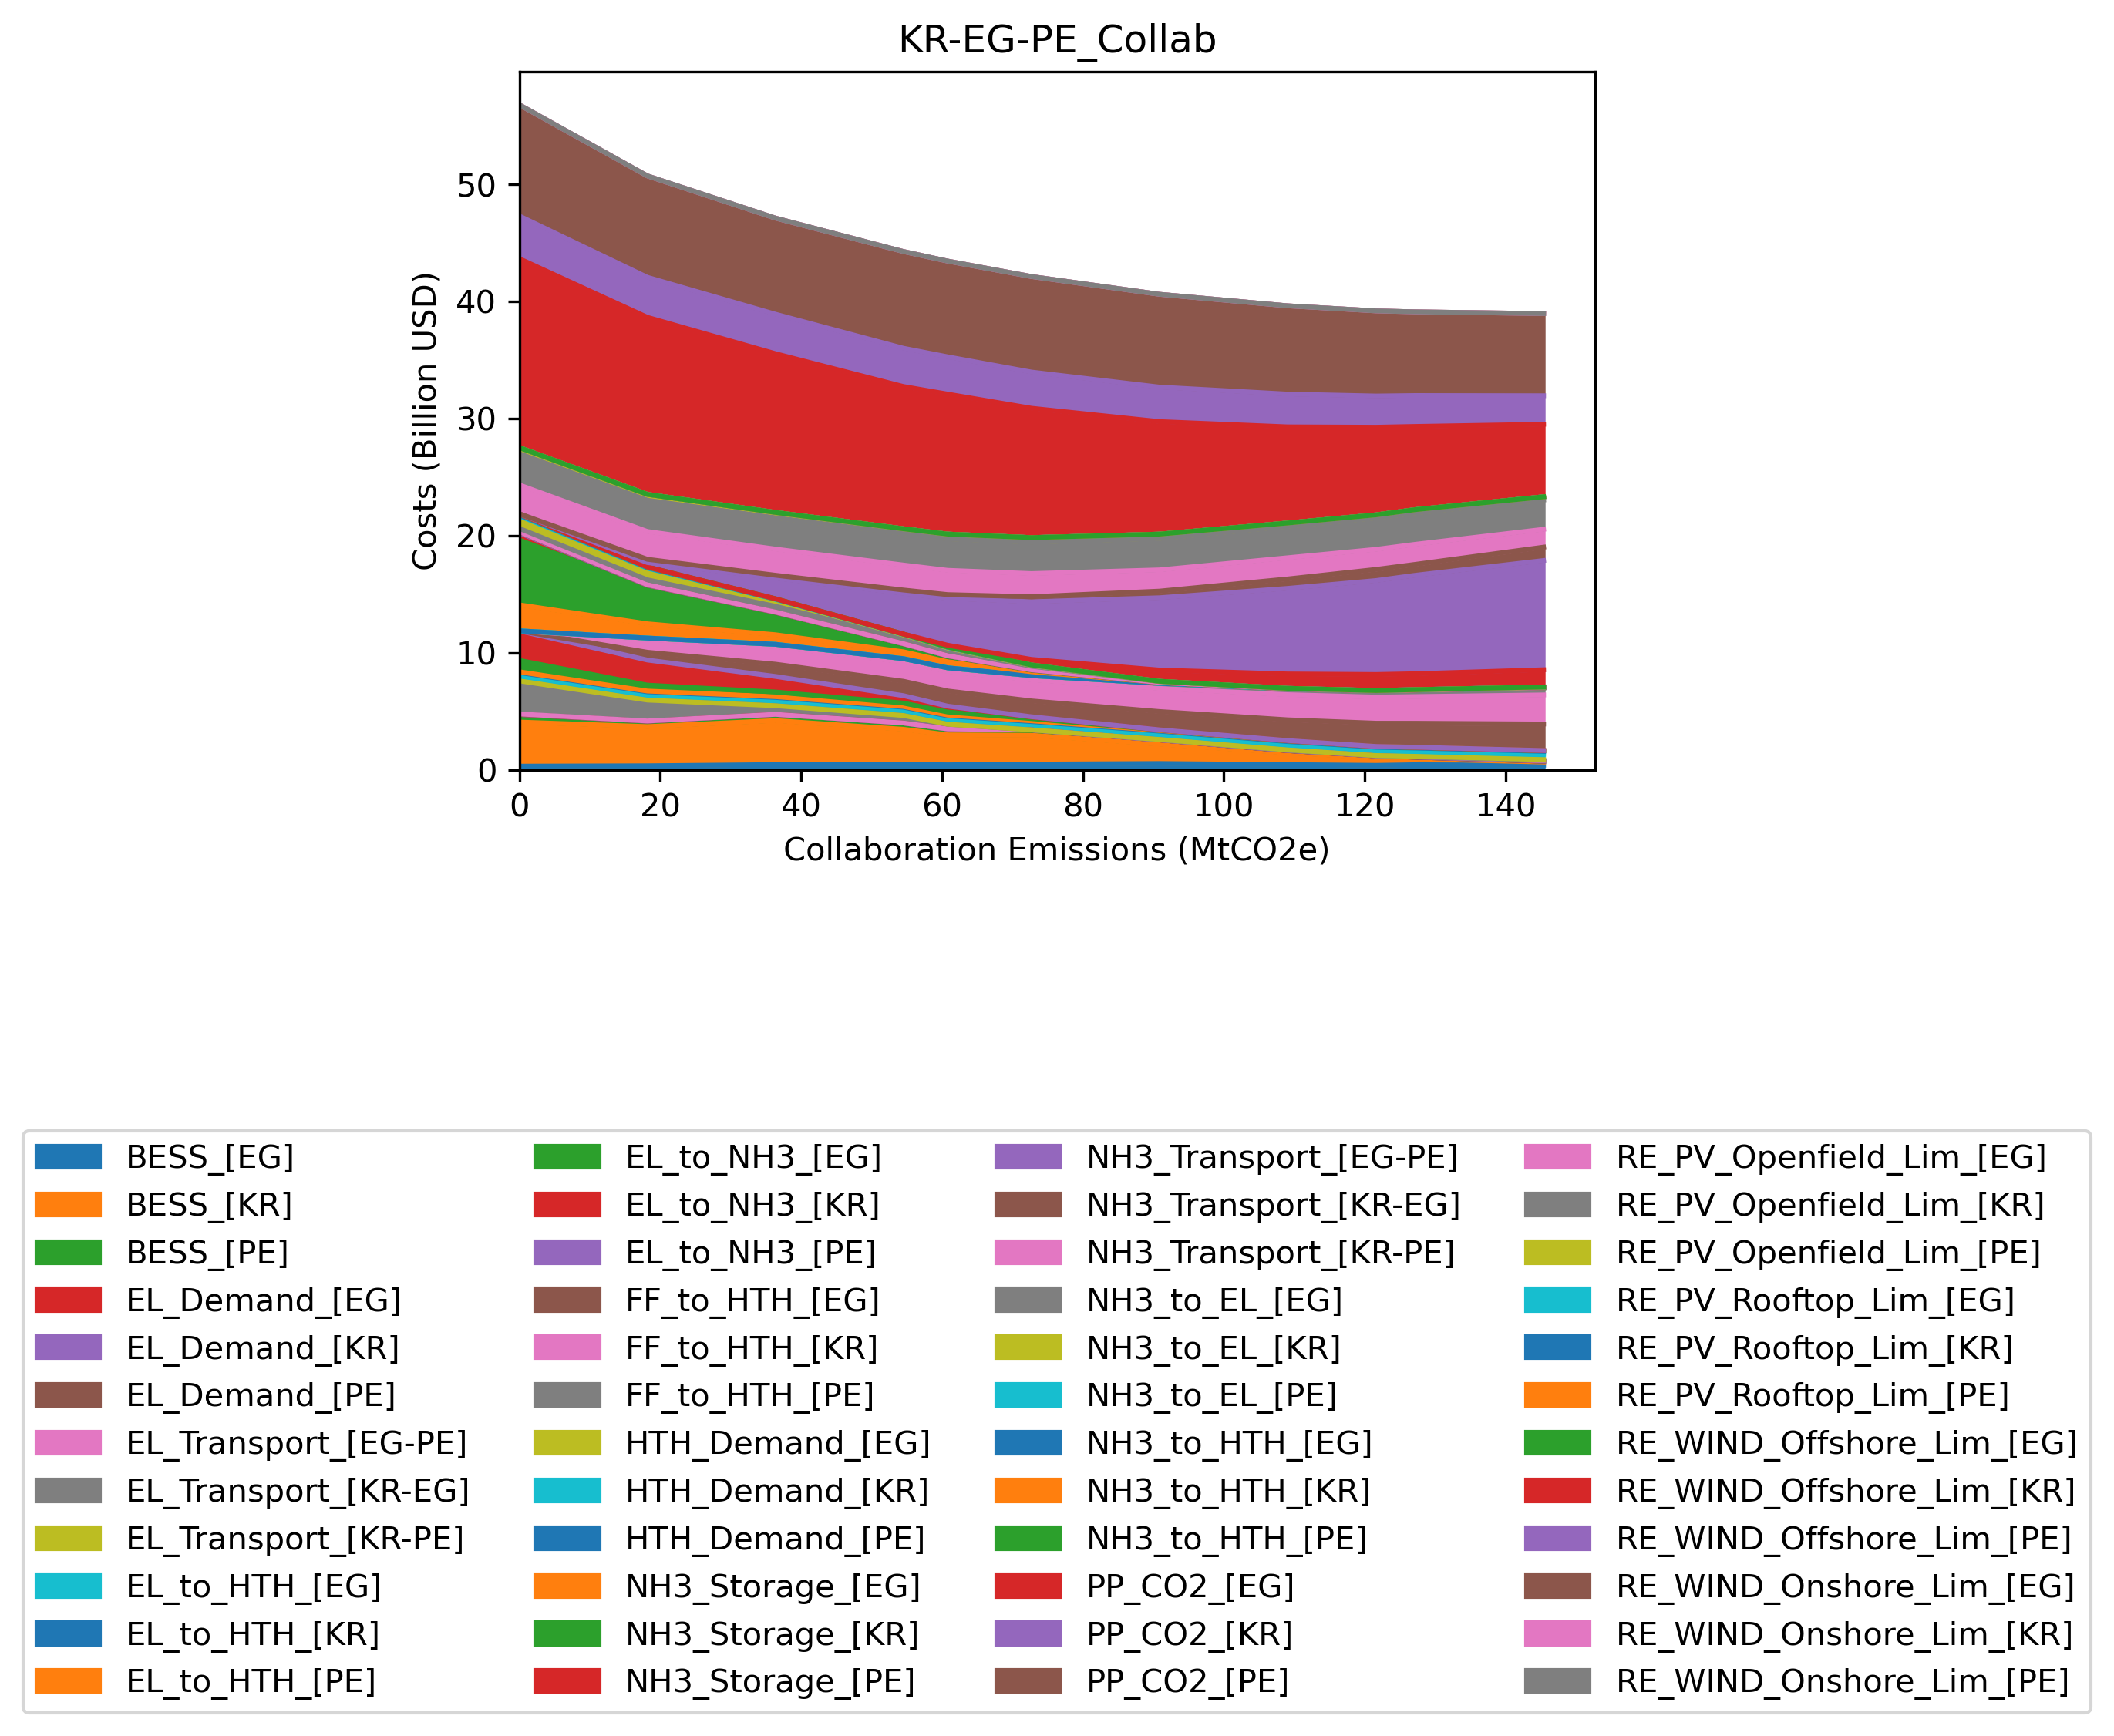 KR-EG-PE_Collab
Costs (Billion USD)
50
40
30
20
10
0
0 20 40 60 80 100 120 140
Collaboration Emissions (MtCO2e)
BESS_[EG]
BESS_[KR]
BESS_[PE]
EL_Demand_[EG]
EL_Demand_[KR]
EL_Demand_[PE]
EL_Transport_[EG-PE]
EL_Transport_[KR-EG]
EL_Transport_[KR-PE]
EL_to_HTH_[EG]
EL_to_HTH_[KR]
EL_to_HTH_[PE]
EL_to_NH3_[EG]
EL_to_NH3_[KR]
EL_to_NH3_[PE]
FF_to_HTH_[EG]
FF_to_HTH_[KR]
FF_to_HTH_[PE]
HTH_Demand_[EG]
HTH_Demand_[KR]
HTH_Demand_[PE]
NH3_Storage_[EG]
NH3_Storage_[KR]
NH3_Storage_[PE]
NH3_Transport_[EG-PE]
NH3_Transport_[KR-EG]
NH3_Transport_[KR-PE]
NH3_to_EL_[EG]
NH3_to_EL_[KR]
NH3_to_EL_[PE]
NH3_to_HTH_[EG]
NH3_to_HTH_[KR]
NH3_to_HTH_[PE]
PP_CO2_[EG]
PP_CO2_[KR]
PP_CO2_[PE]
RE_PV_Openfield_Lim_[EG]
RE_PV_Openfield_Lim_[KR]
RE_PV_Openfield_Lim_[PE]
RE_PV_Rooftop_Lim_[EG]
RE_PV_Rooftop_Lim_[KR]
RE_PV_Rooftop_Lim_[PE]
RE_WIND_Offshore_Lim_[EG]
RE_WIND_Offshore_Lim_[KR]
RE_WIND_Offshore_Lim_[PE]
RE_WIND_Onshore_Lim_[EG]
RE_WIND_Onshore_Lim_[KR]
RE_WIND_Onshore_Lim_[PE]